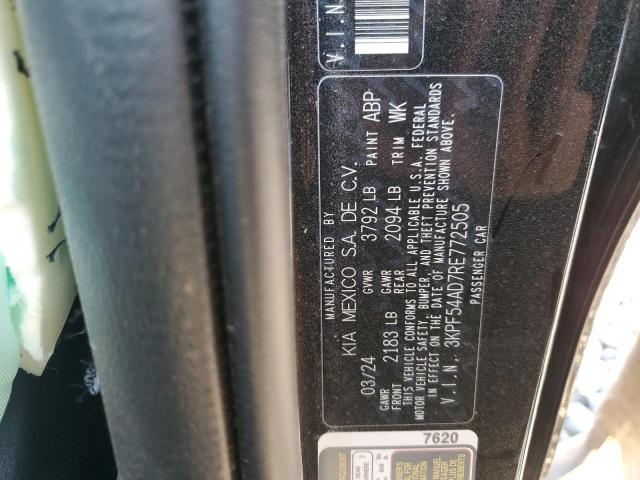 V.I.N.
MANUFACTURED BY
KIA MEXICO S.A. DE C.V.
03/24 GVWR 3792 LB PAINT ABP
GAWR FRONT 2183 LB GAWR REAR 2094 LB TRIM WK
THIS VEHICLE CONFORMS TO ALL APPLICABLE U.S.A. FEDERAL
MOTOR VEHICLE SAFETY, BUMPER, AND THEFT PREVENTION STANDARDS
IN EFFECT ON THE DATE OF MANUFACTURE SHOWN ABOVE.
V.I.N. : 3KPF54AD7RE772505
PASSENGER CAR
7620
REAR 3